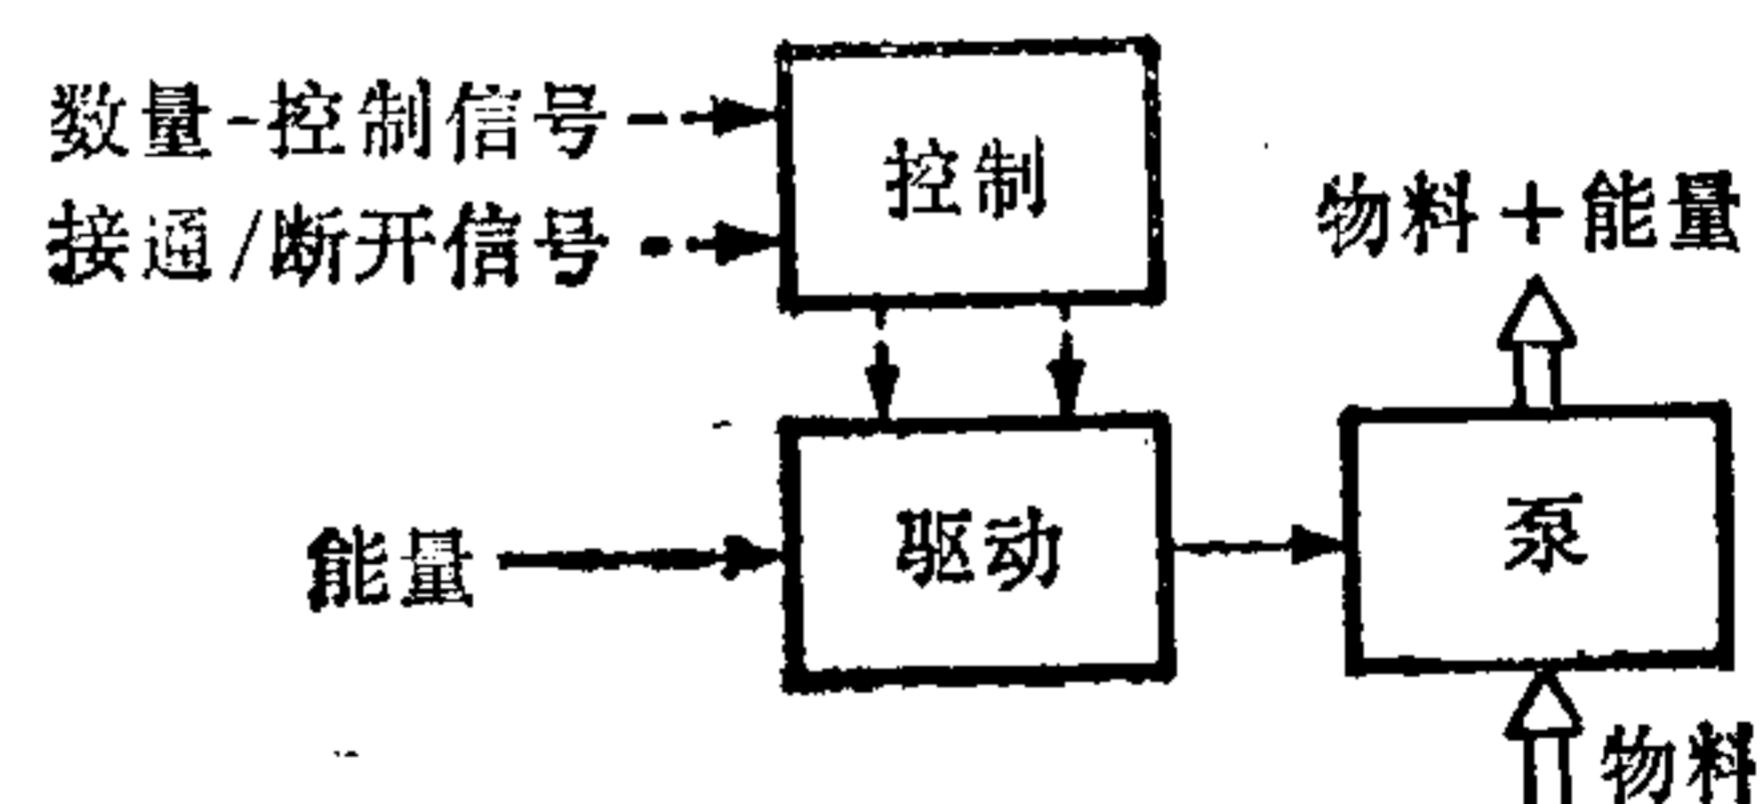 数量-控制信号
控制
接通/断开信号
物料+能量
能量
驱动
泵
物料